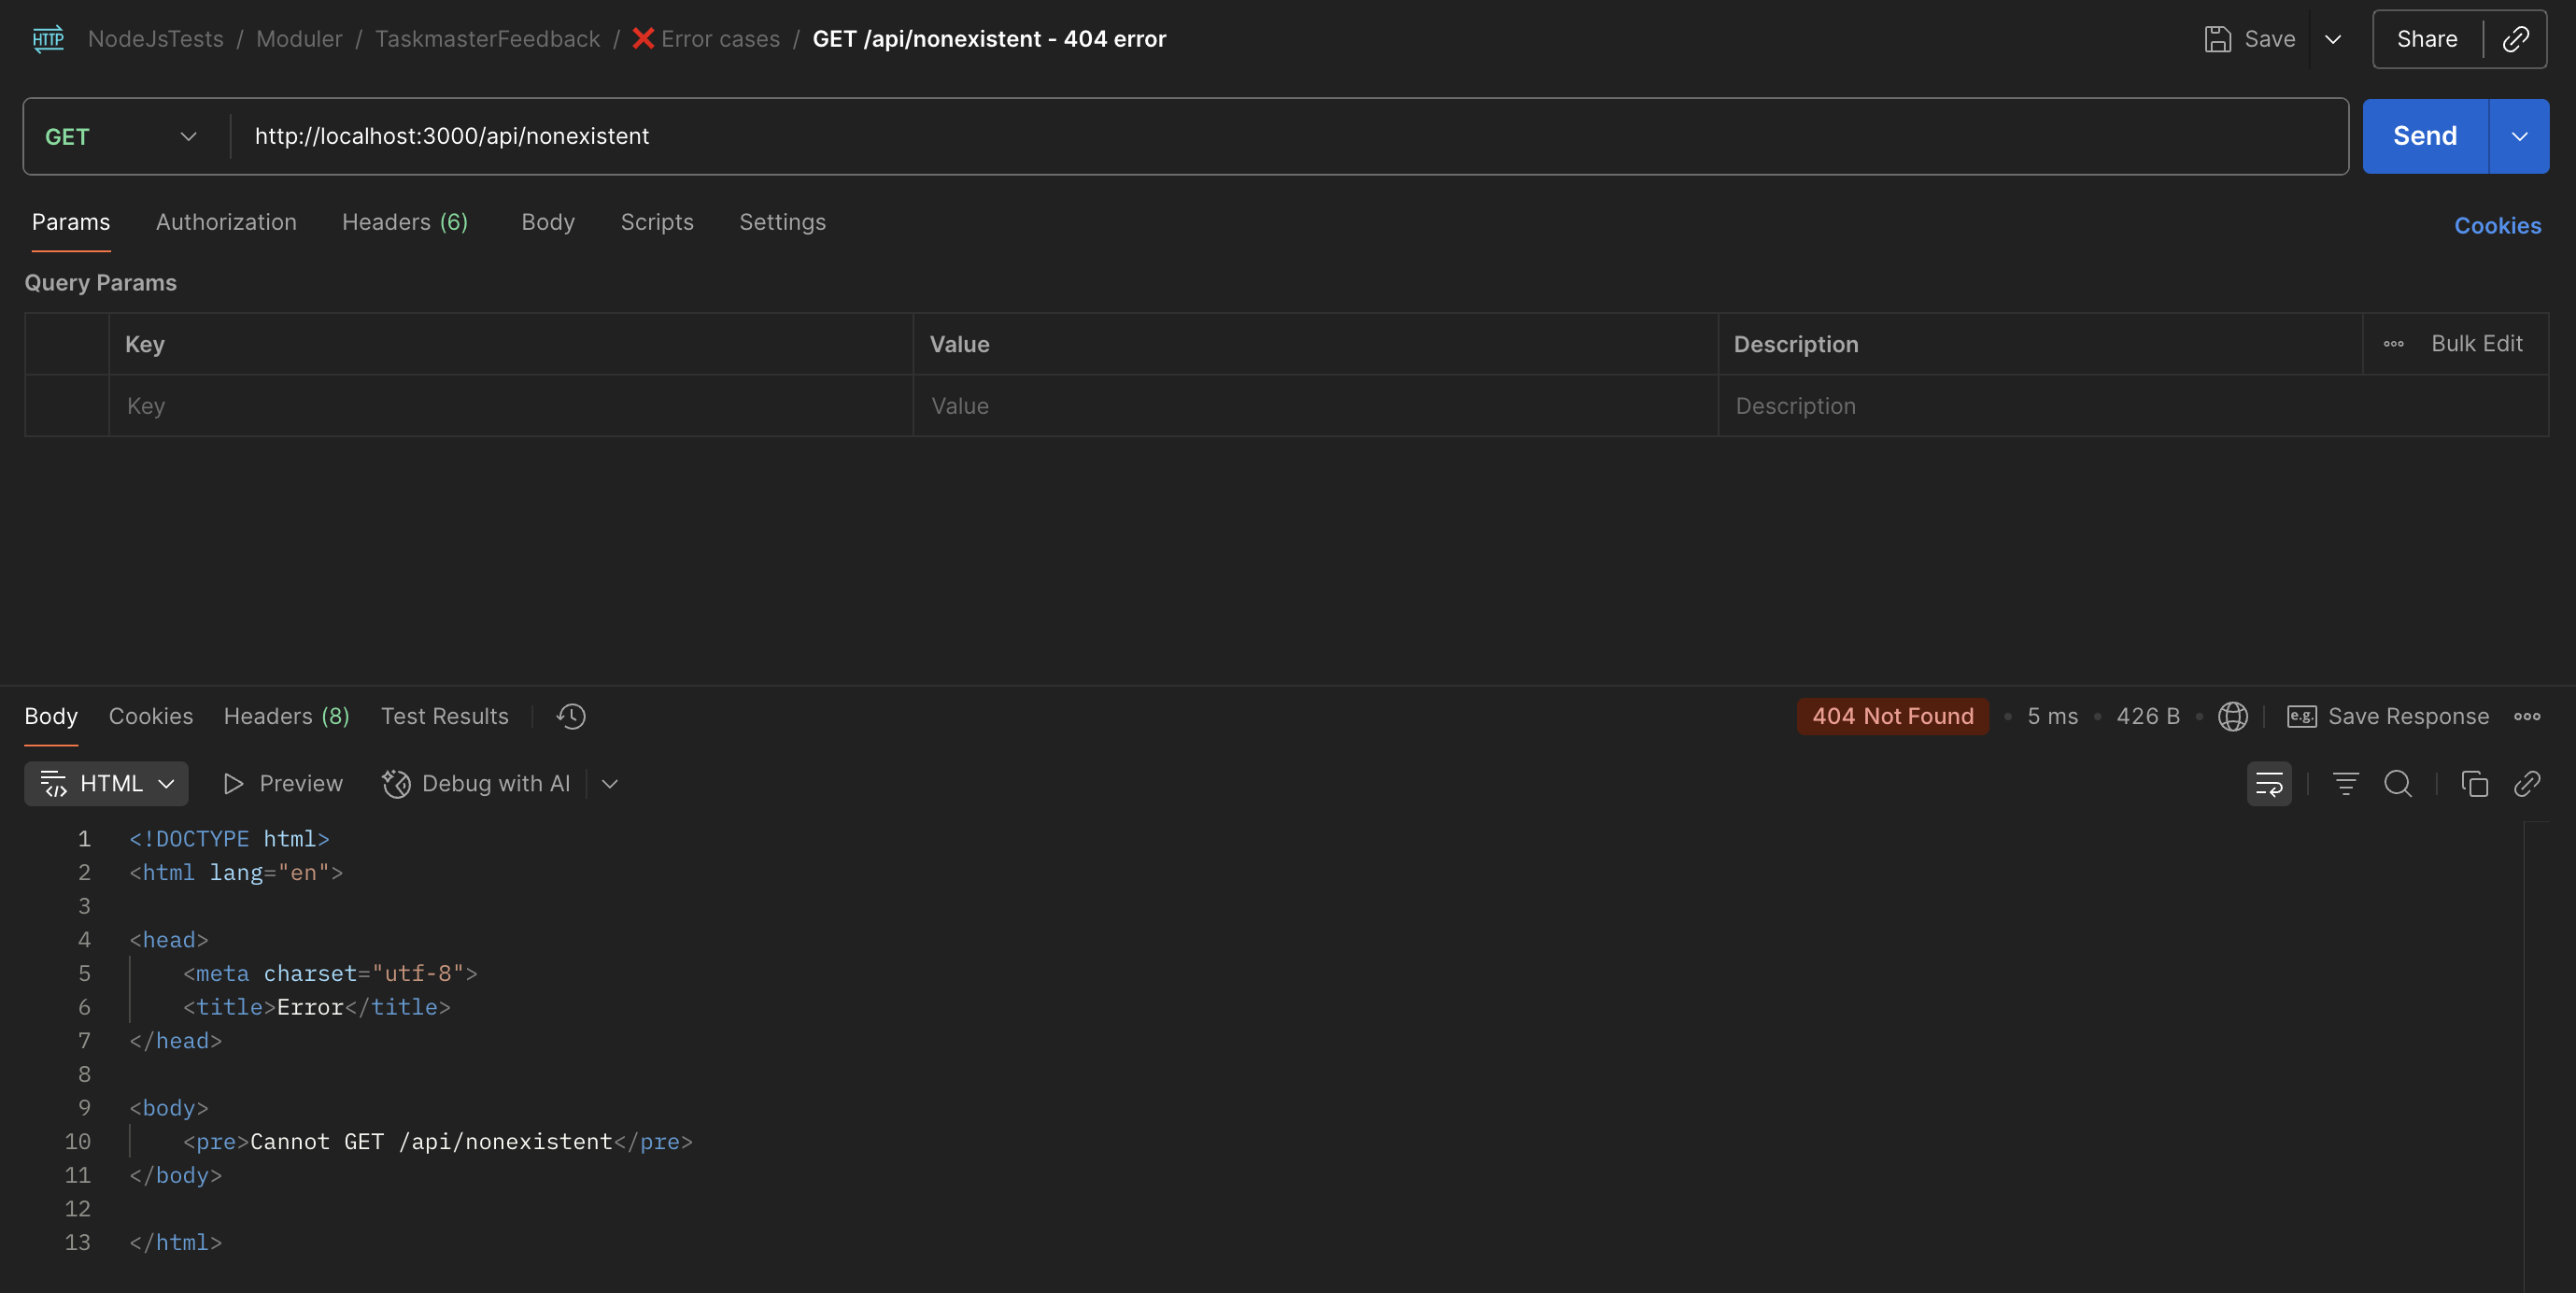 HTTP NodeJsTests / Moduler / TaskmasterFeedback / ❌ Error cases / GET /api/nonexistent - 404 error Save Share
GET http://localhost:3000/api/nonexistent Send
Params Authorization Headers (6) Body Scripts Settings Cookies
Query Params
Key Value Description Bulk Edit
Key Value Description
Body Cookies Headers (8) Test Results 404 Not Found • 5 ms • 426 B • e.g. Save Response
HTML Preview Debug with AI
1 <!DOCTYPE html>
2 <html lang="en">
3
4 <head>
5 <meta charset="utf-8">
6 <title>Error</title>
7 </head>
8
9 <body>
10 <pre>Cannot GET /api/nonexistent</pre>
11 </body>
12
13 </html>